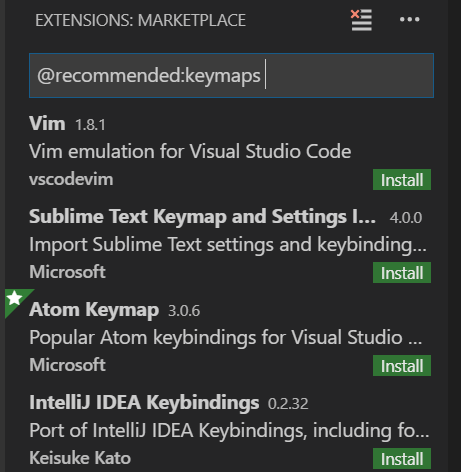 EXTENSIONS: MARKETPLACE
@recommended:keymaps
Vim 1.8.1
Vim emulation for Visual Studio Code
vscodevim Install
Sublime Text Keymap and Settings I... 4.0.0
Import Sublime Text settings and keybinding...
Microsoft Install
Atom Keymap 3.0.6
Popular Atom keybindings for Visual Studio ...
Microsoft Install
IntelliJ IDEA Keybindings 0.2.32
Port of IntelliJ IDEA Keybindings, including fo...
Keisuke Kato Install